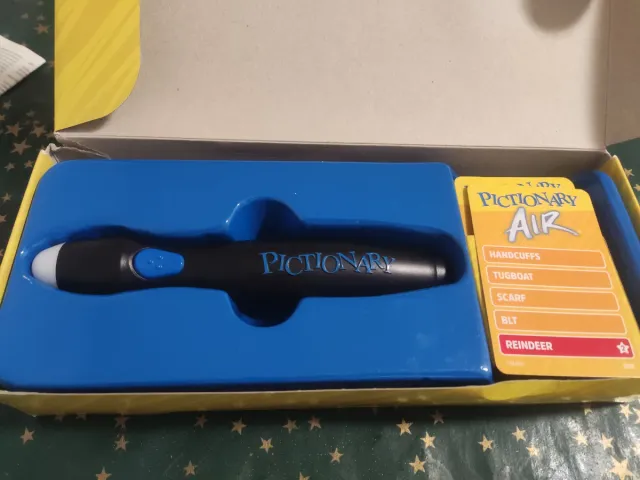 PICTIONARY
PICTIONARY
AIR
HANDCUFFS
TUGBOAT
SCARF
BLT
REINDEER